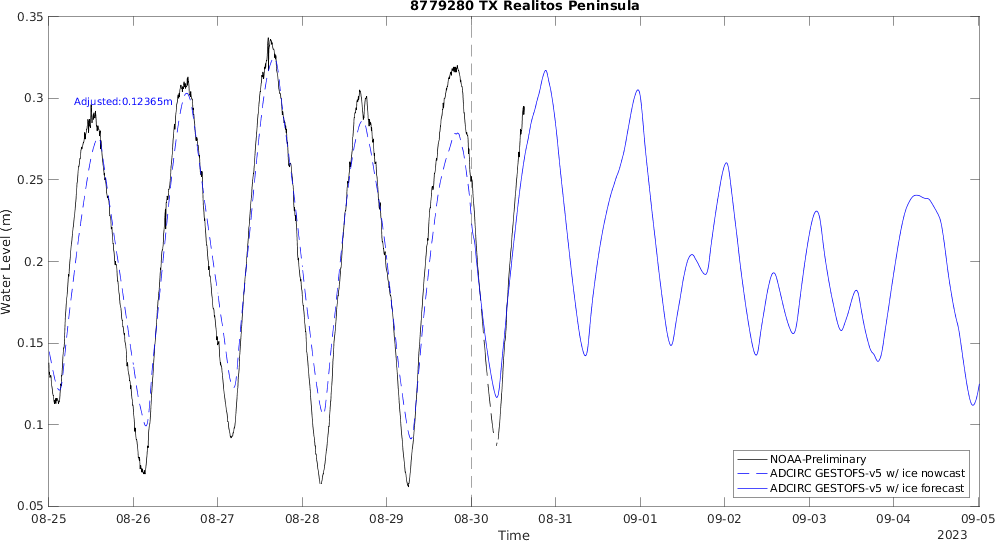 8779280 TX Realitos Peninsula
0.35
0.3
0.25
0.2
0.15
0.1
0.05
Water Level (m)
Adjusted:0.12365m
NOAA-Preliminary
ADCIRC GESTOFS-v5 w/ ice nowcast
ADCIRC GESTOFS-v5 w/ ice forecast
08-25 08-26 08-27 08-28 08-29 08-30 08-31 09-01 09-02 09-03 09-04 09-05
Time
2023